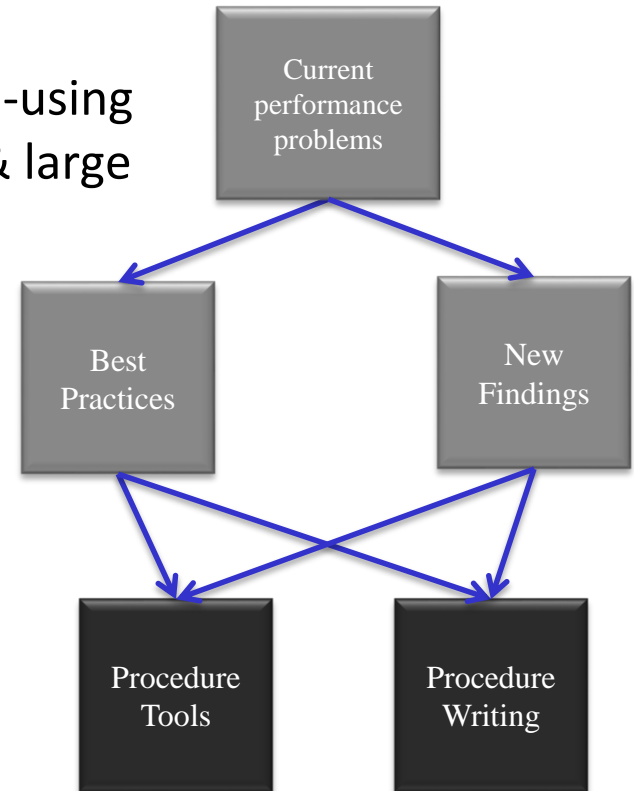 -using
& large
Current
performance
problems
Best
Practices
New
Findings
Procedure
Tools
Procedure
Writing